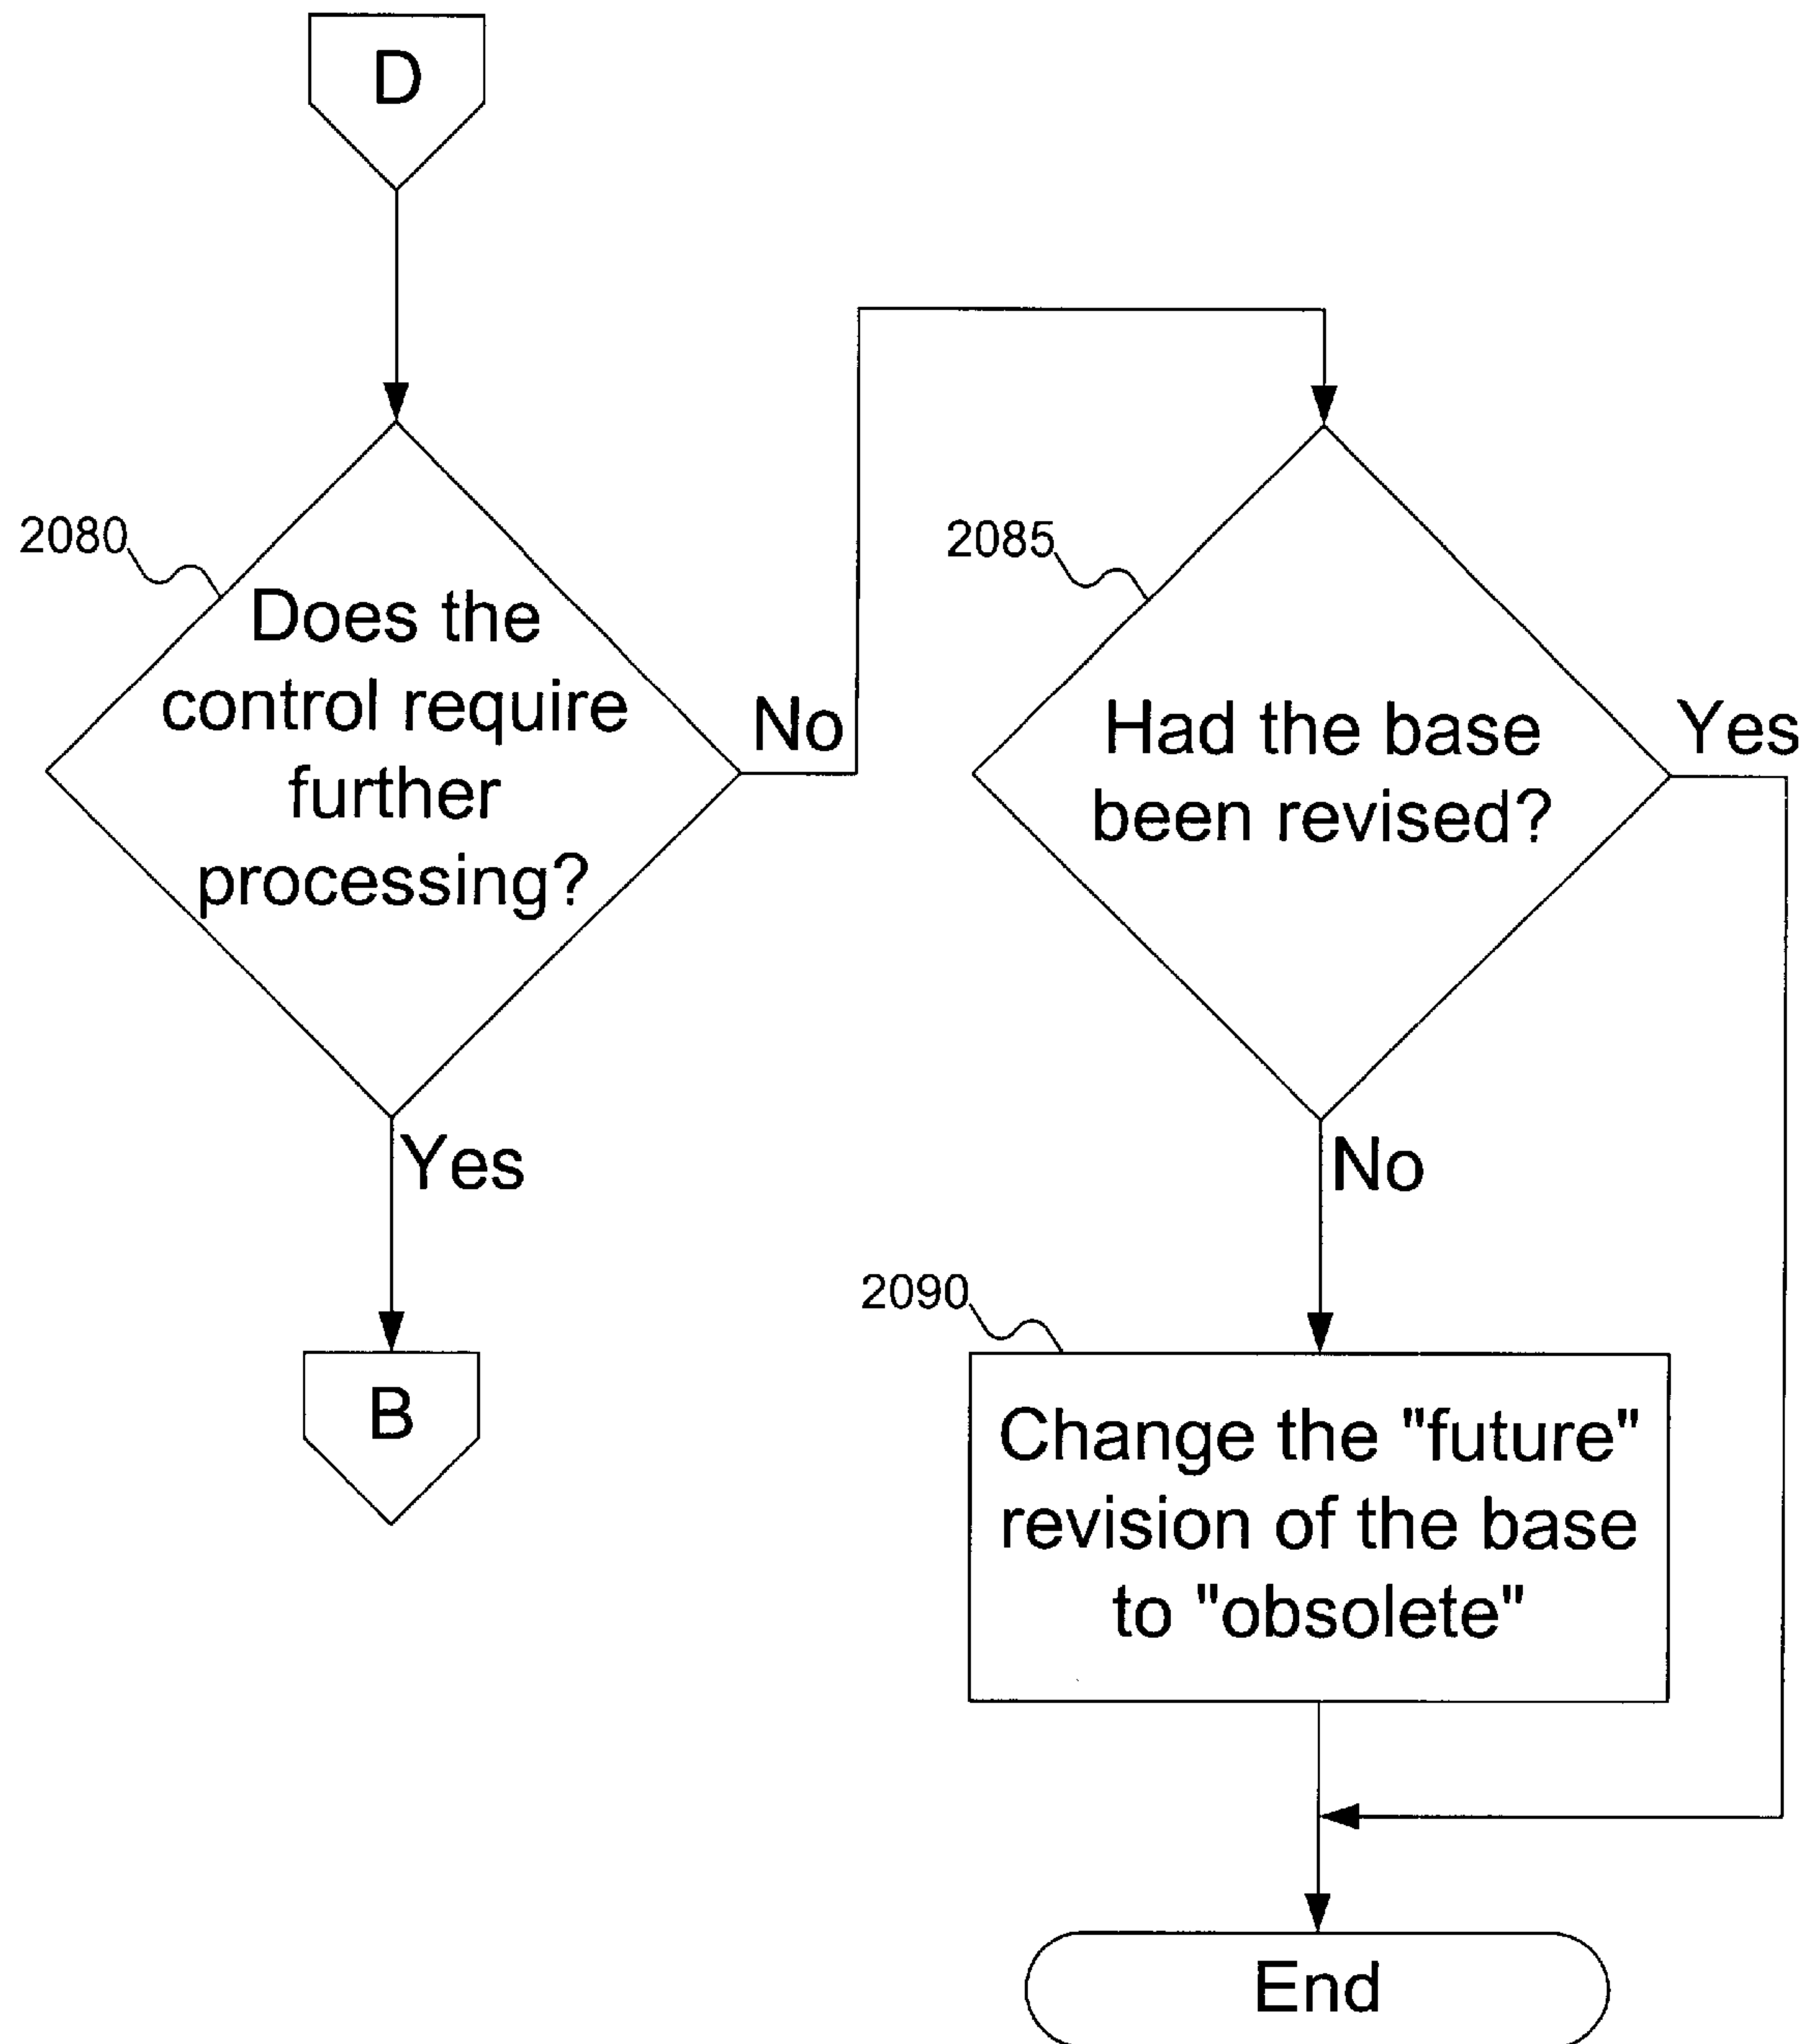 D
2080
Does the
control require
further
processing?
No
Yes
B
2085
Had the base
been revised?
Yes
No
2090
Change the "future"
revision of the base
to "obsolete"
End